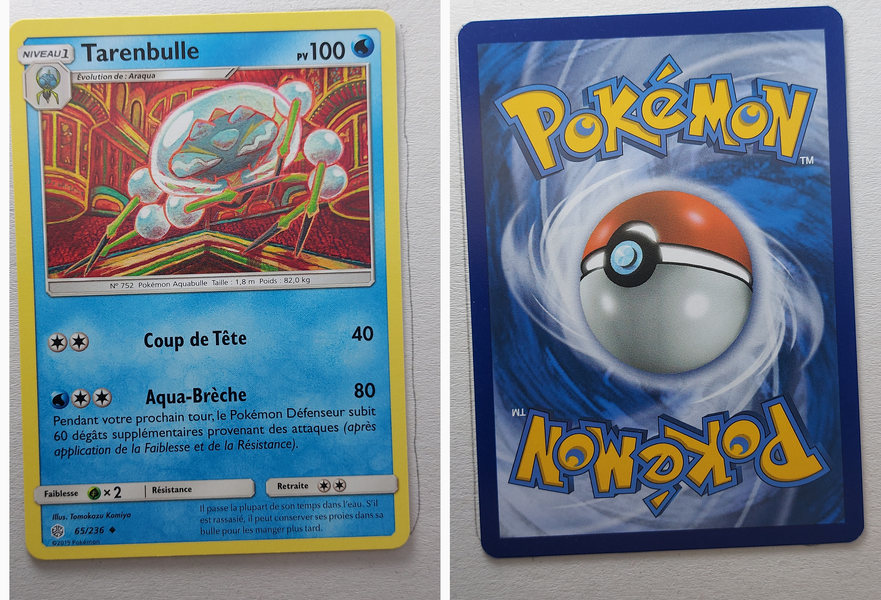 NIVEAU 1
Tarenbulle
PV 100
Évolution de : Araqua
N° 752 Pokémon Aquabulle Taille : 1,8 m Poids : 82,0 kg
Coup de Tête 40
Aqua-Brèche 80
Pendant votre prochain tour, le Pokémon Défenseur subit
60 dégâts supplémentaires provenant des attaques (après
application de la Faiblesse et de la Résistance).
Faiblesse ×2 Résistance Retraite
Illus. Tomokazu Komiya
65/236
©2019 Pokémon
Il passe la plupart de son temps dans l'eau. S'il
est rassasié, il peut conserver ses proies dans sa
bulle pour les manger plus tard.
POKéMON
TM
TM
POKéMON